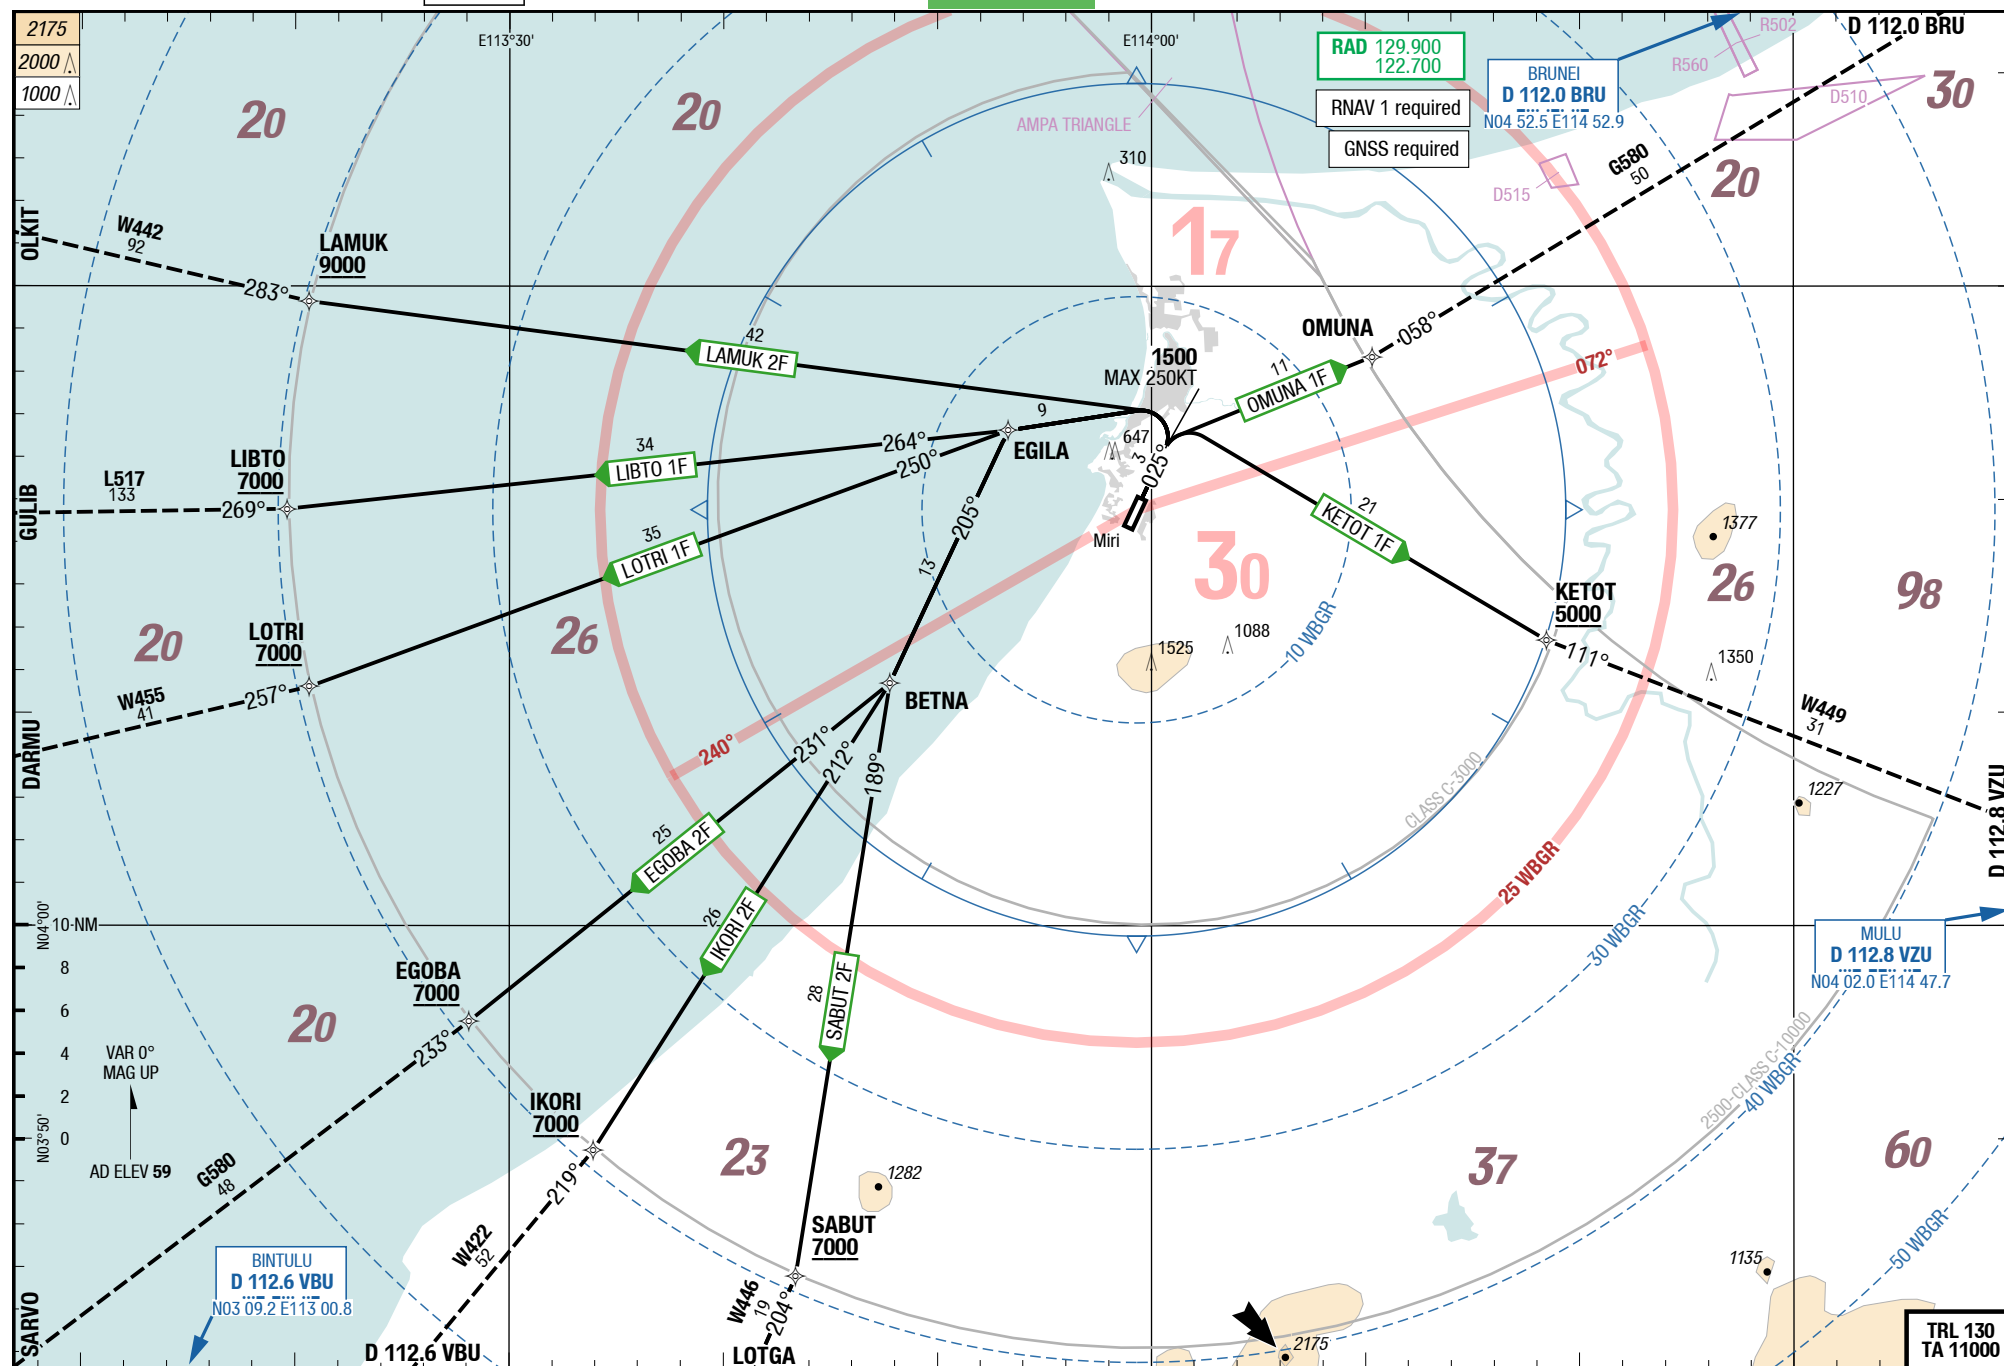 2175
2000
1000
E113°30'
E114°00'
RAD 129.900
122.700
RNAV 1 required
GNSS required
BRUNEI
D 112.0 BRU
N04 52.5 E114 52.9
D 112.0 BRU
R502
R560
D510
D515
AMPA TRIANGLE
30
20
20
20
310
G580
50
17
OLKIT
W442
92
283°
LAMUK
9000
42
LAMUK 2F
1500
MAX 250KT
OMUNA
058°
11
OMUNA 1F
072°
9
EGILA
647
3
025°
264°
250°
34
LIBTO 1F
LIBTO
7000
L517
133
269°
GULIB
35
LOTRI 1F
205°
13
Miri
21
KETOT 1F
1377
26
98
30
10 WBGR
KETOT
5000
111°
1088
1525
1350
W449
31
20
26
LOTRI
7000
W455
41
257°
DARMU
BETNA
240°
231°
212°
189°
CLASS C-3000
1227
D 112.8 VZU
25
EGOBA 2F
26
IKORI 2F
28
SABUT 2F
25 WBGR
30 WBGR
MULU
D 112.8 VZU
N04 02.0 E114 47.7
N04°00'
10 NM
8
6
4
2
0
N03°50'
EGOBA
7000
233°
20
VAR 0°
MAG UP
AD ELEV 59
2500-CLASS C-10000
40 WBGR
IKORI
7000
219°
23
1282
37
60
G580
48
SABUT
7000
W422
52
W446
19
204°
50 WBGR
1135
BINTULU
D 112.6 VBU
N03 09.2 E113 00.8
SARVO
D 112.6 VBU
LOTGA
2175
TRL 130
TA 11000